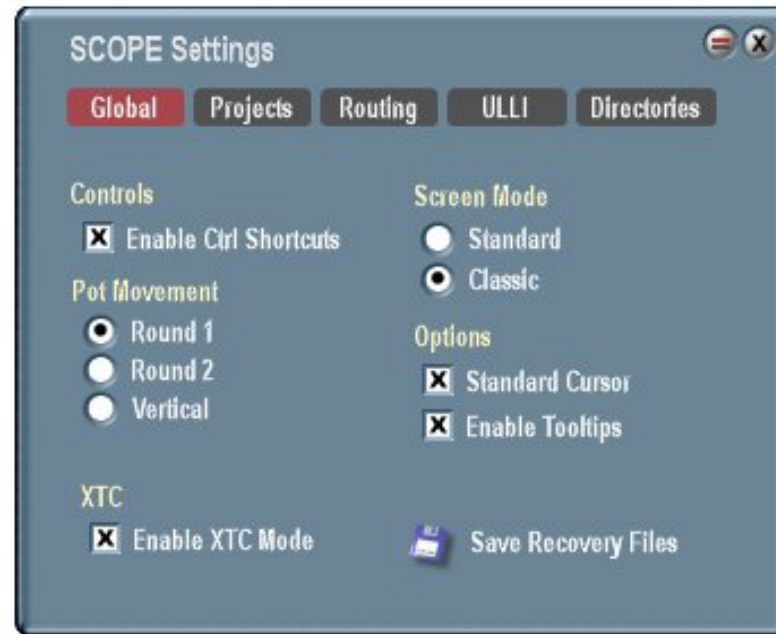 SCOPE Settings
Global Projects Routing ULLI Directories
Controls
Enable Ctrl Shortcuts
Pot Movement
Round 1
Round 2
Vertical
XTC
Enable XTC Mode
Screen Mode
Standard
Classic
Options
Standard Cursor
Enable Tooltips
Save Recovery Files